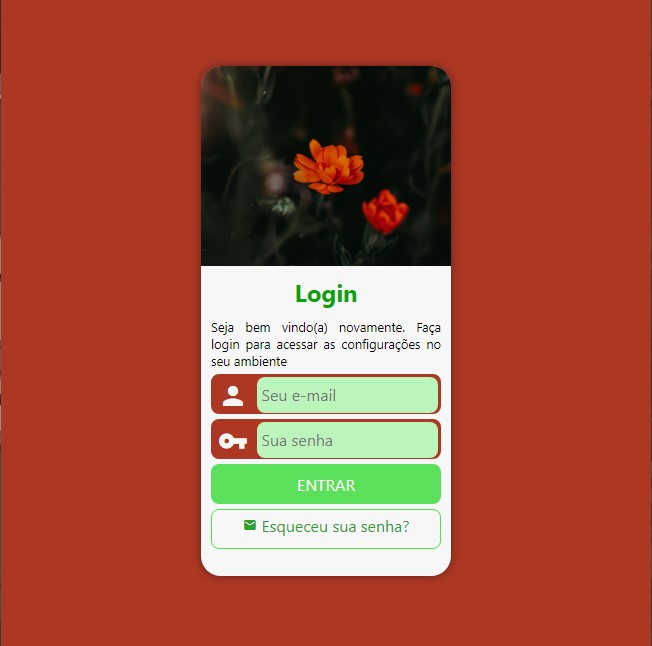 Login
Seja bem vindo(a) novamente. Faça
login para acessar as configurações no
seu ambiente
Seu e-mail
Sua senha
ENTRAR
Esqueceu sua senha?